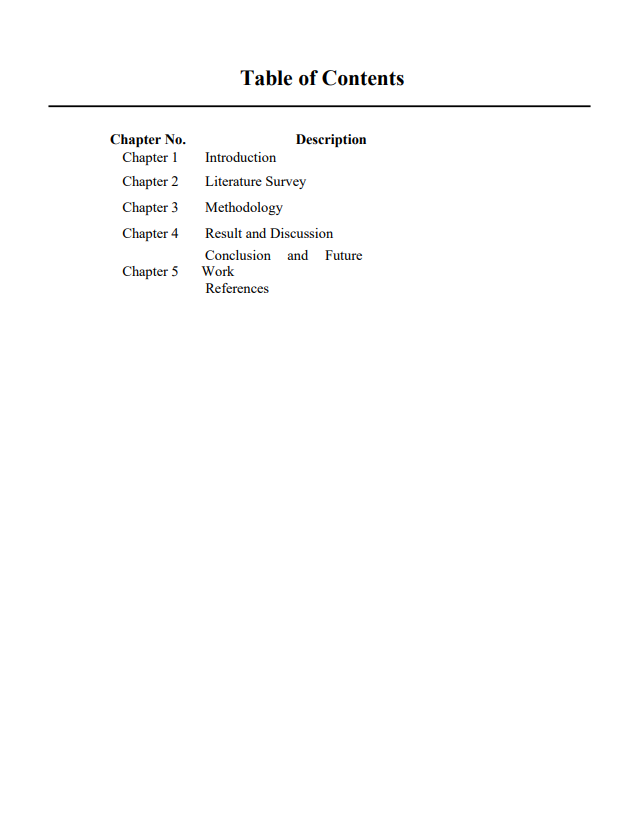 Table of Contents
Chapter No. Description
Chapter 1 Introduction
Chapter 2 Literature Survey
Chapter 3 Methodology
Chapter 4 Result and Discussion
Conclusion and Future
Chapter 5 Work
References